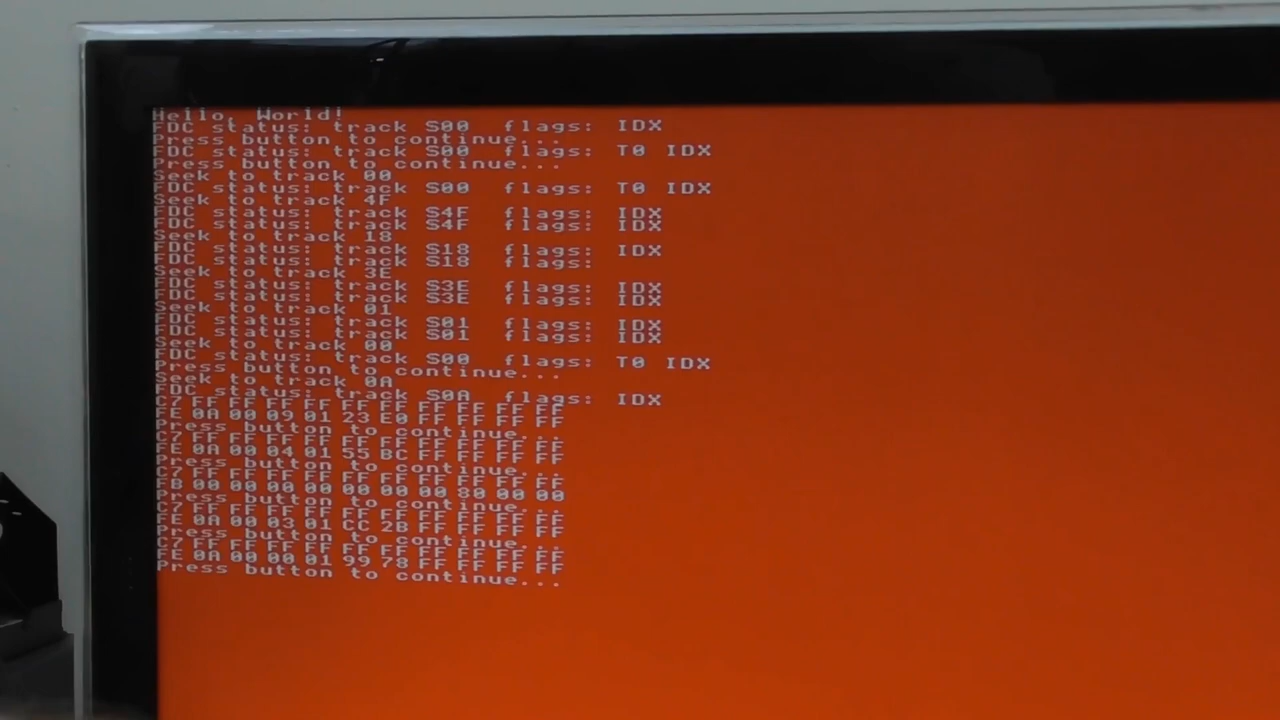 Hello, World!
FDC status: track S00 flags: IDX
Press button to continue...
FDC status: track S00 flags: T0 IDX
Press button to continue...
Seek to track 00
FDC status: track S00 flags: T0 IDX
Seek to track 4F
FDC status: track S4F flags: IDX
FDC status: track S4F flags: IDX
Seek to track 18
FDC status: track S18 flags: IDX
FDC status: track S18 flags:
Seek to track 3E
FDC status: track S3E flags: IDX
FDC status: track S3E flags: IDX
Seek to track 01
FDC status: track S01 flags: IDX
FDC status: track S01 flags: IDX
Seek to track 00
FDC status: track S00 flags: T0 IDX
Press button to continue...
Seek to track 0A
FDC status: track S0A flags: IDX
C7 FF FF FF FF FF FF FF FF FF FF
FE 0A 00 09 01 23 E0 FF FF FF FF
Press button to continue...
C7 FF FF FF FF FF FF FF FF FF FF
FE 0A 00 04 01 55 BC FF FF FF FF
Press button to continue...
C7 FF FF FF FF FF FF FF FF FF FF
FB 00 00 00 00 00 00 00 80 00 00
Press button to continue...
C7 FF FF FF FF FF FF FF FF FF FF
FE 0A 00 03 01 CC 2B FF FF FF FF
Press button to continue...
C7 FF FF FF FF FF FF FF FF FF FF
FE 0A 00 00 01 99 78 FF FF FF FF
Press button to continue...